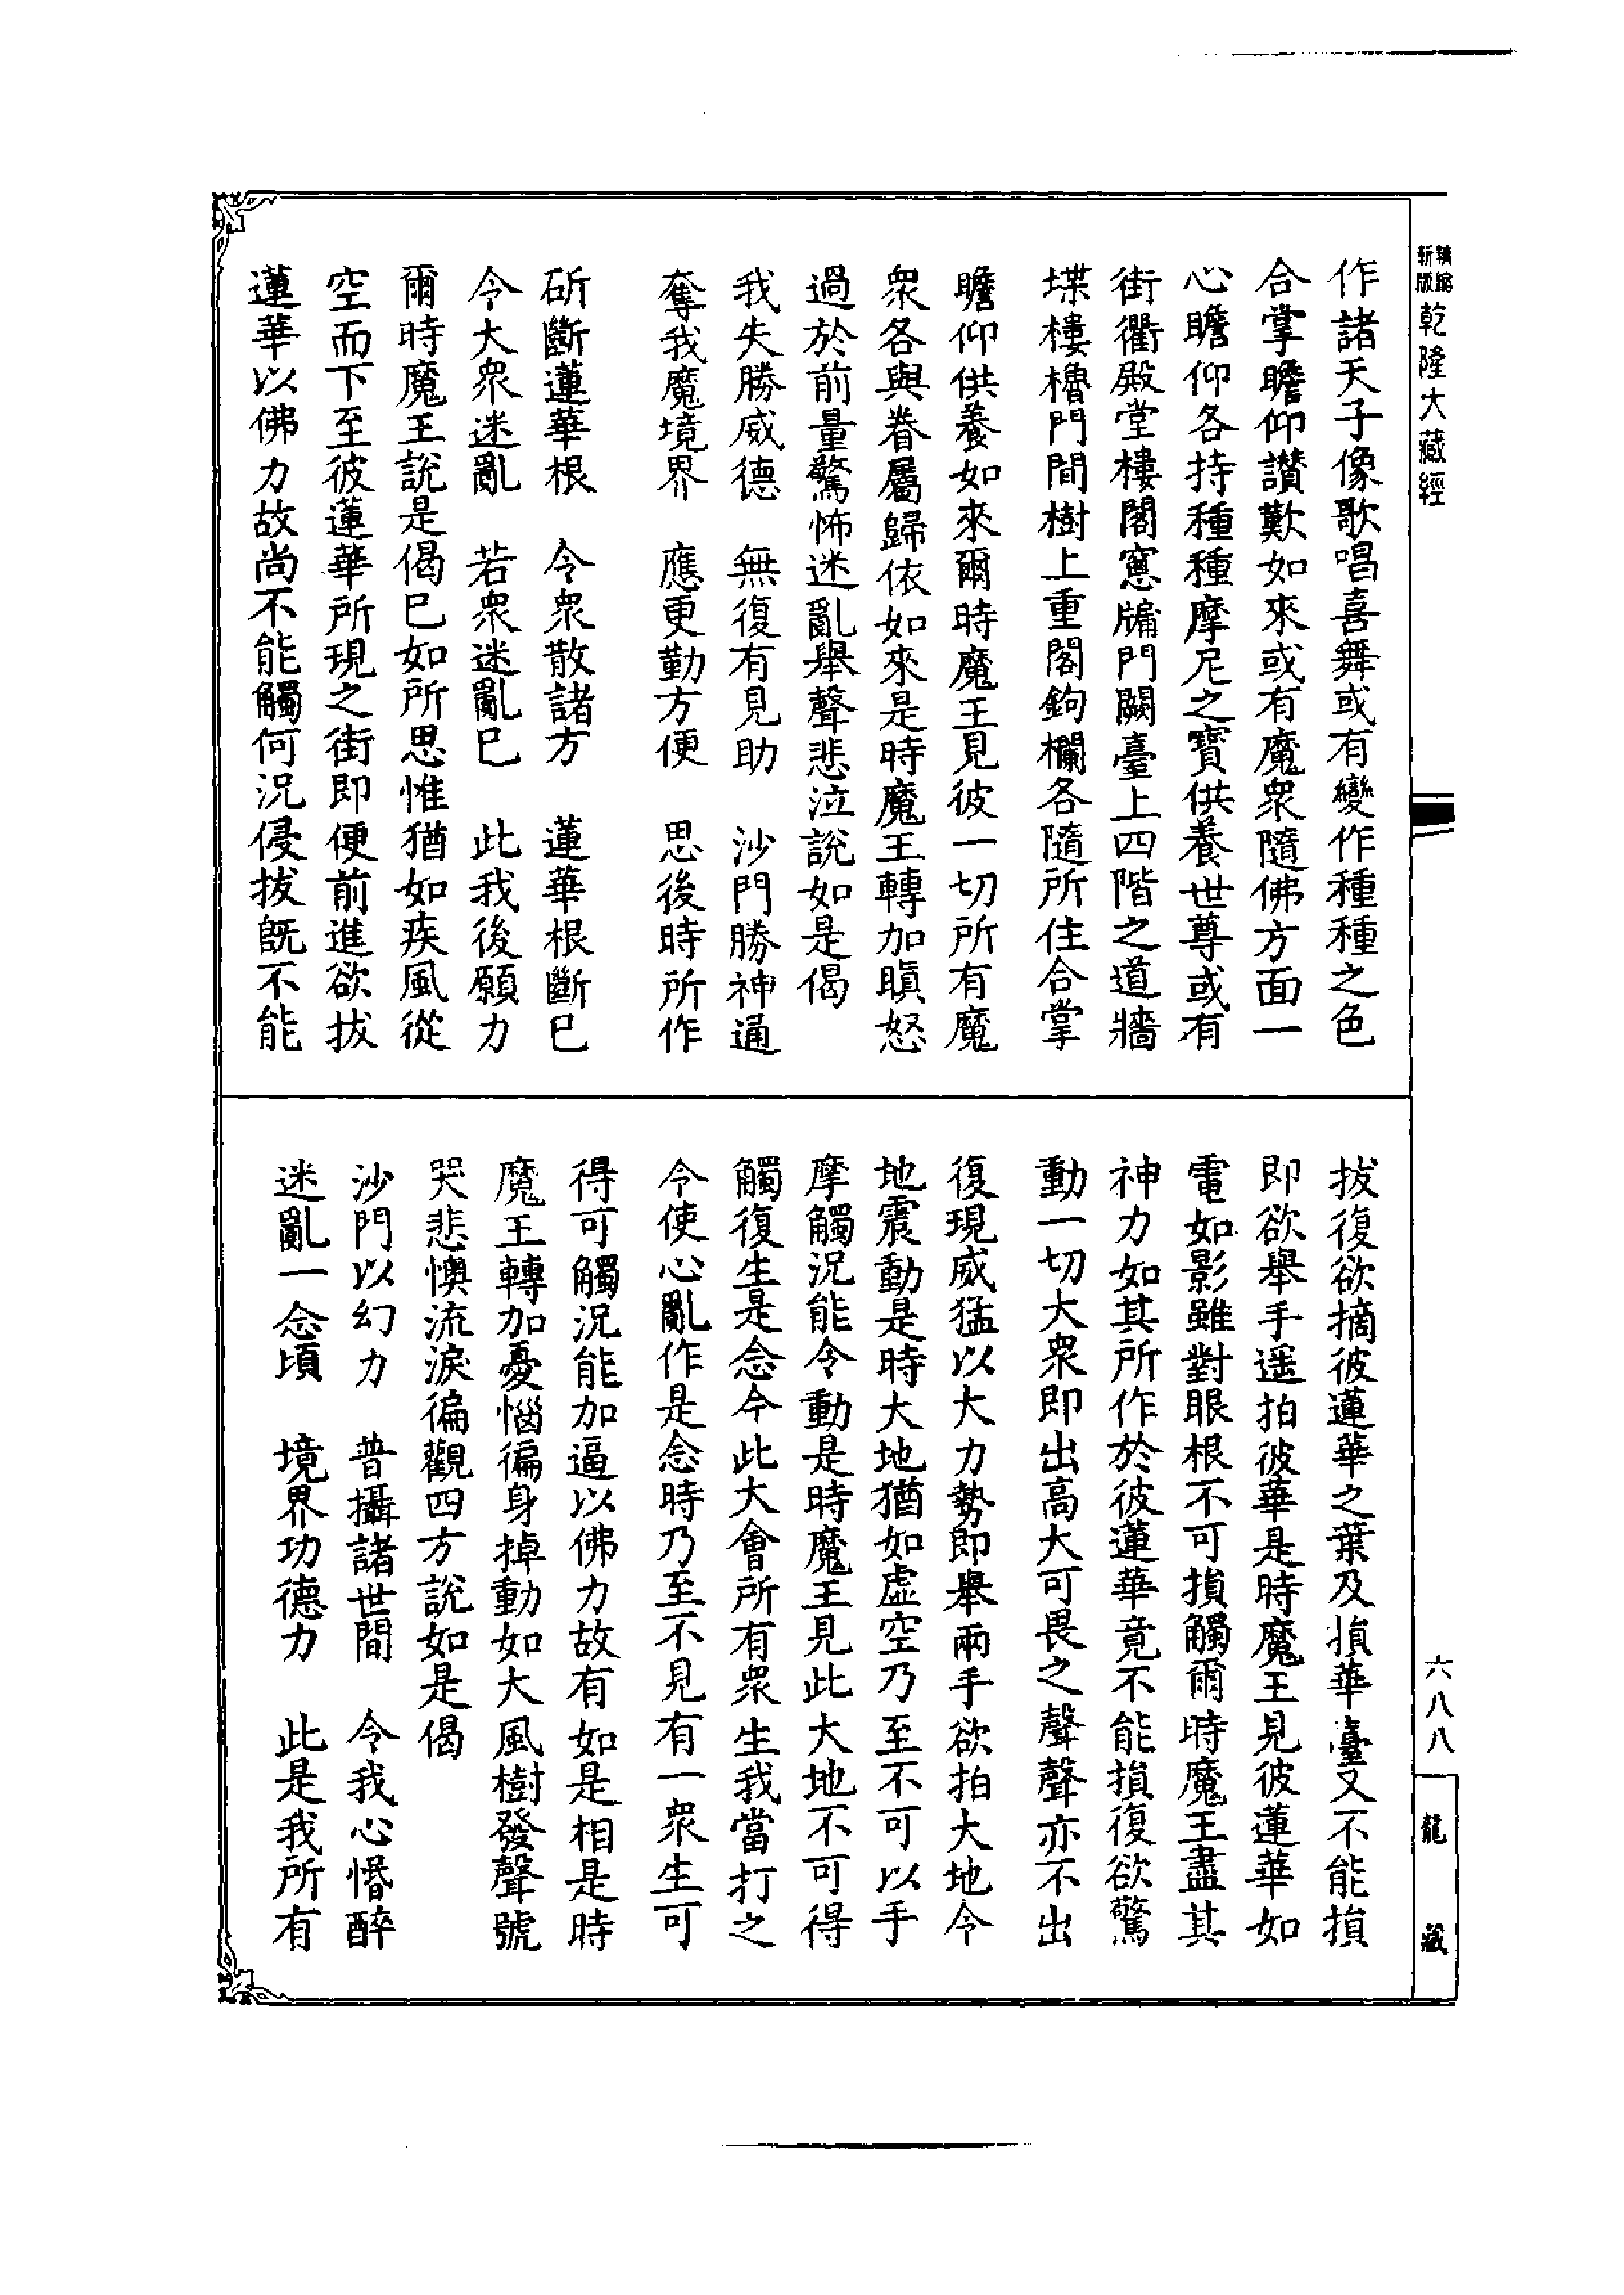 新版
乾隆大藏經
作諸天子像歌唱喜舞或有變作種種之色
合掌瞻仰讚歎如來或有魔衆隨佛方面一
心瞻仰各持種種摩尼之寶供養世尊或有
街衢殿堂樓閣窻牖門闕臺上四階之道牆
堞樓櫓門間樹上重閣鉤欄各隨所住合掌
瞻仰供養如來爾時魔王見彼一切所有魔
衆各與眷屬歸依如來是時魔王轉加瞋怒
過於前量驚怖迷亂舉聲悲泣說如是偈
我失勝威德　無復有見助　沙門勝神通
奪我魔境界　應更勤方便　思後時所作
斫斷蓮華根　令衆散諸方　蓮華根斷已
令大衆迷亂　若衆迷亂已　此我後願力
爾時魔王說是偈已如所思惟猶如疾風從
空而下至彼蓮華所現之街即便前進欲拔
蓮華以佛力故尚不能觸何況侵拔旣不能
拔復欲摘彼蓮華之葉及損華臺又不能損
即欲舉手遥拍彼華是時魔王見彼蓮華如
電如影雖對眼根不可損觸爾時魔王盡其
神力如其所作於彼蓮華竟不能損復欲驚
動一切大衆即出高大可畏之聲聲亦不出
復現威猛以大力勢即舉兩手欲拍大地令
地震動是時大地猶如虛空乃至不可以手
摩觸況能令動是時魔王見此大地不可得
觸復生是念今此大會所有衆生我當打之
令使心亂作是念時乃至不見有一衆生可
得可觸況能加逼以佛力故有如是相是時
魔王轉加憂惱徧身掉動如大風樹發聲號
哭悲懊流淚徧觀四方說如是偈
沙門以幻力　普攝諸世間　令我心惛醉
迷亂一念頃　境界功德力　此是我所有
六八八
龍藏